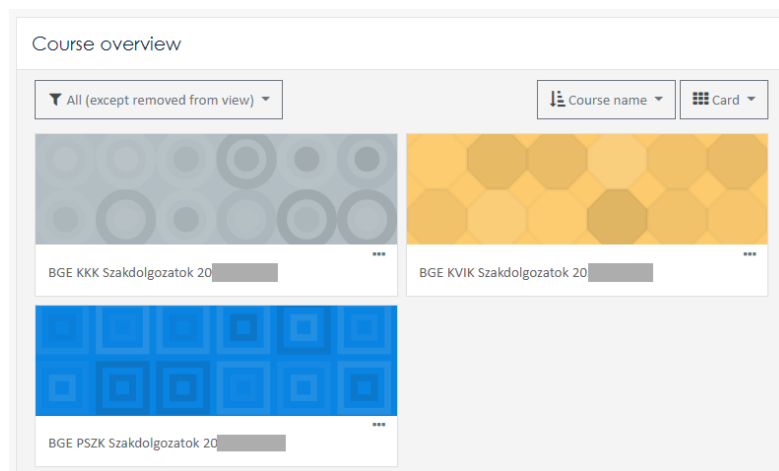 Course overview
All (except removed from view)
Course name
Card
BGE KKK Szakdolgozatok 20
BGE KVIK Szakdolgozatok 20
BGE PSZK Szakdolgozatok 20